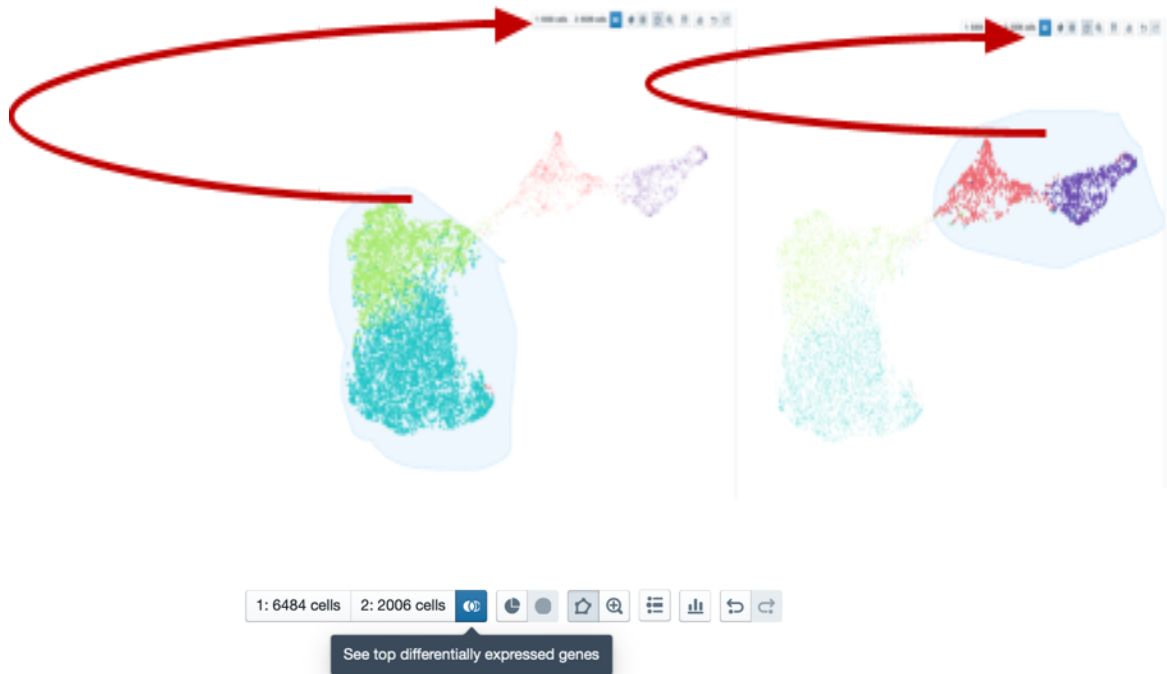 1: 6484 cells 2: 2006 cells
See top differentially expressed genes